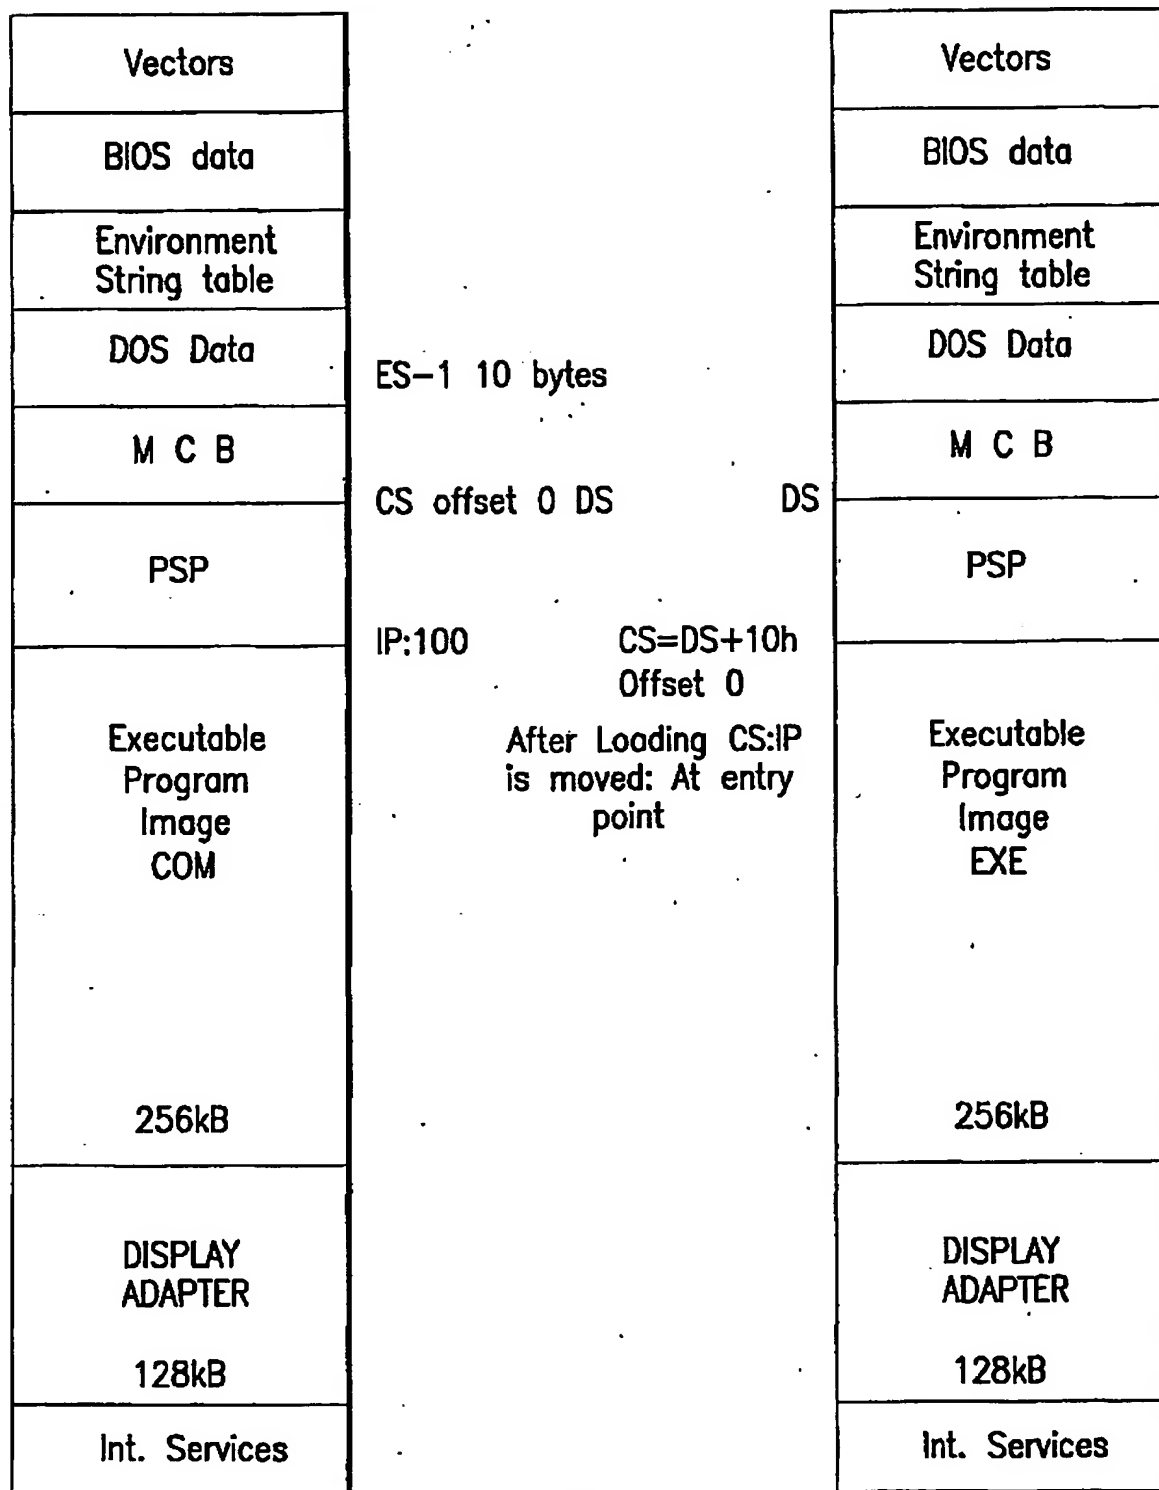 Vectors
BIOS data
Environment
String table
DOS Data
M C B
PSP
Executable
Program
Image
COM
256kB
DISPLAY
ADAPTER
128kB
Int. Services
ES-1 10 bytes
CS offset 0 DS
DS
IP:100
CS=DS+10h
Offset 0
After Loading CS:IP
is moved: At entry
point
Vectors
BIOS data
Environment
String table
DOS Data
M C B
PSP
Executable
Program
Image
EXE
256kB
DISPLAY
ADAPTER
128kB
Int. Services